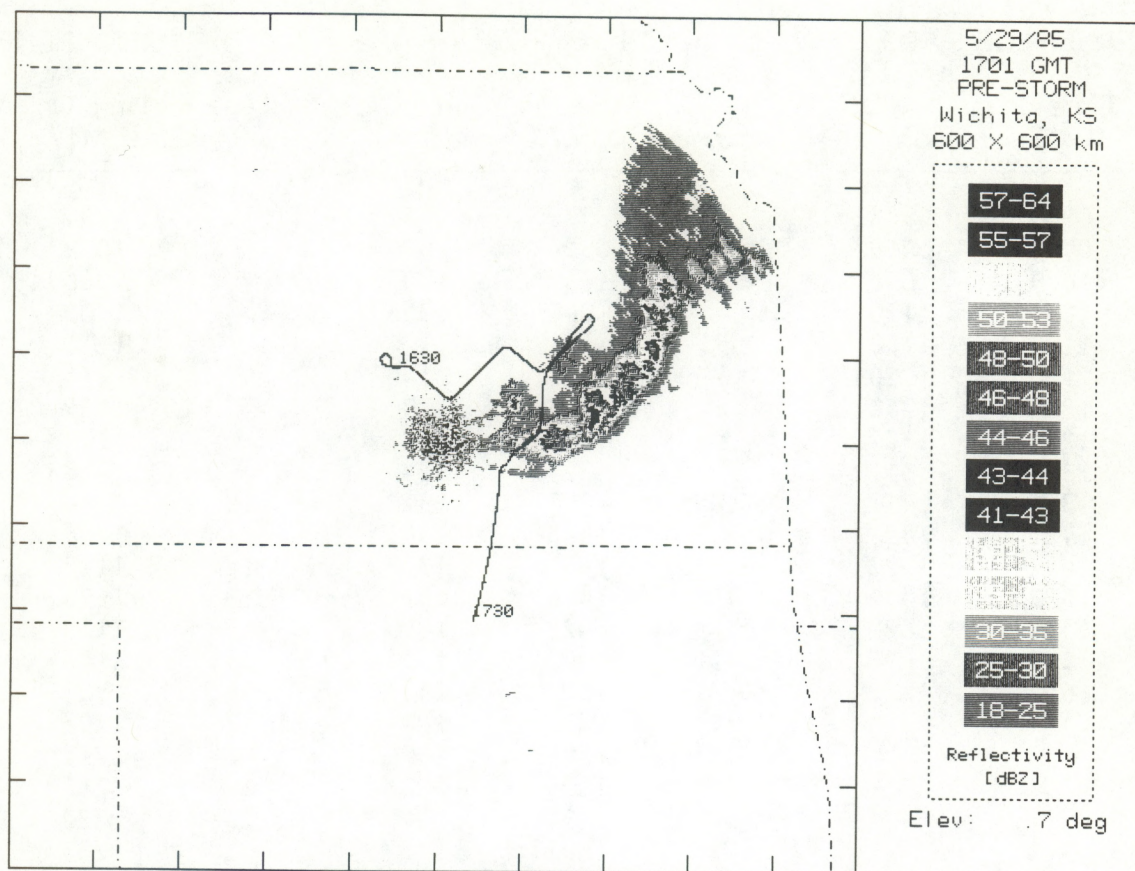 5/29/85
1701 GMT
PRE-STORM
Wichita, KS
600 X 600 km
57-64
55-57
50-53
48-50
46-48
44-46
43-44
41-43
30-35
25-30
18-25
Reflectivity
[dBZ]
Elev: .7 deg
1630
1730